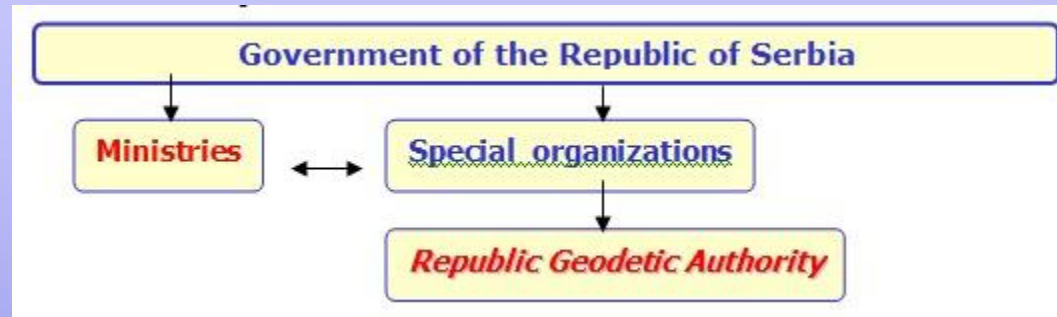 Government of the Republic of Serbia
Ministries
Special organizations
Republic Geodetic Authority